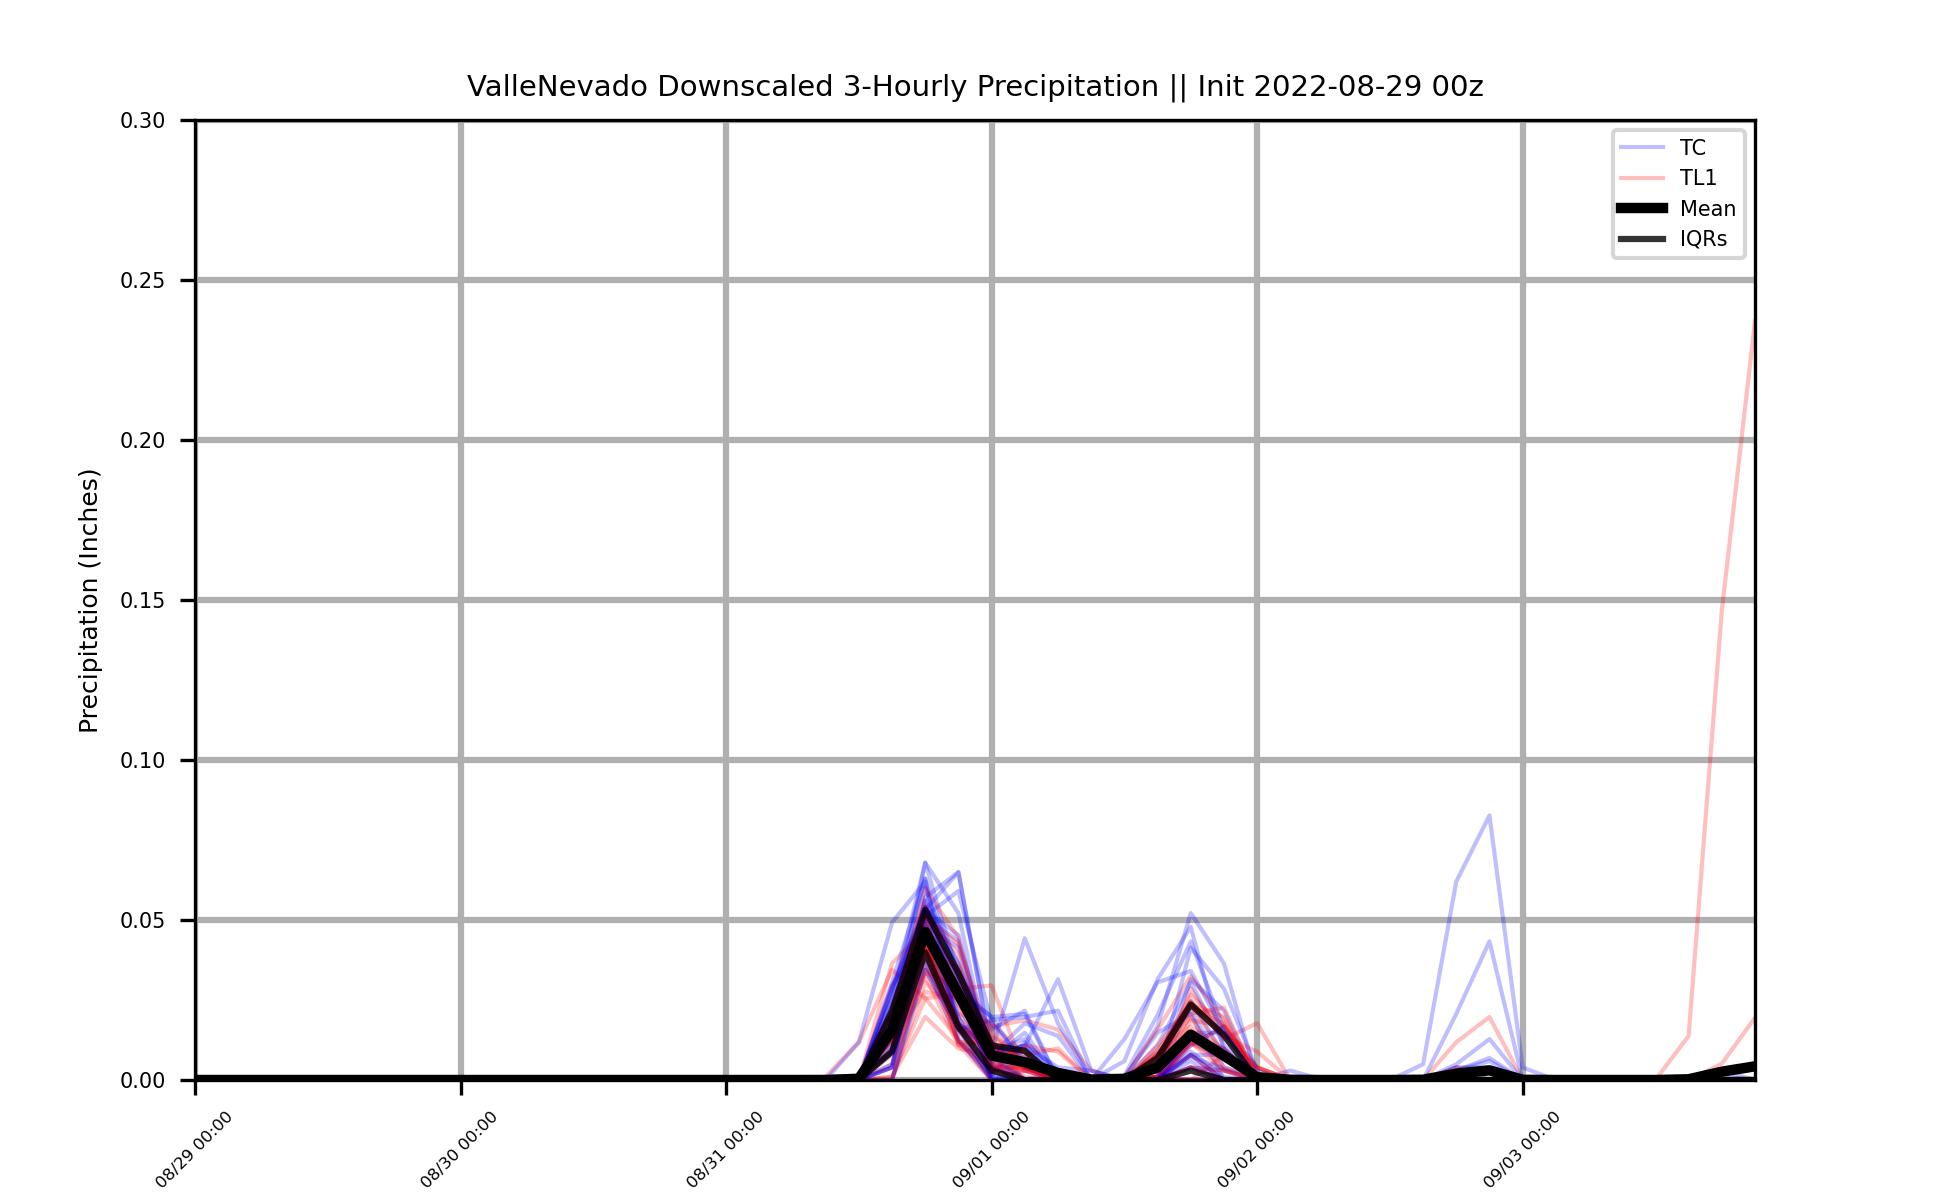 ValleNevado Downscaled 3-Hourly Precipitation || Init 2022-08-29 00z
TC
TL1
Mean
IQRs
Precipitation (Inches)
0.30
0.25
0.20
0.15
0.10
0.05
0.00
08/29 00:00
08/30 00:00
08/31 00:00
09/01 00:00
09/02 00:00
09/03 00:00